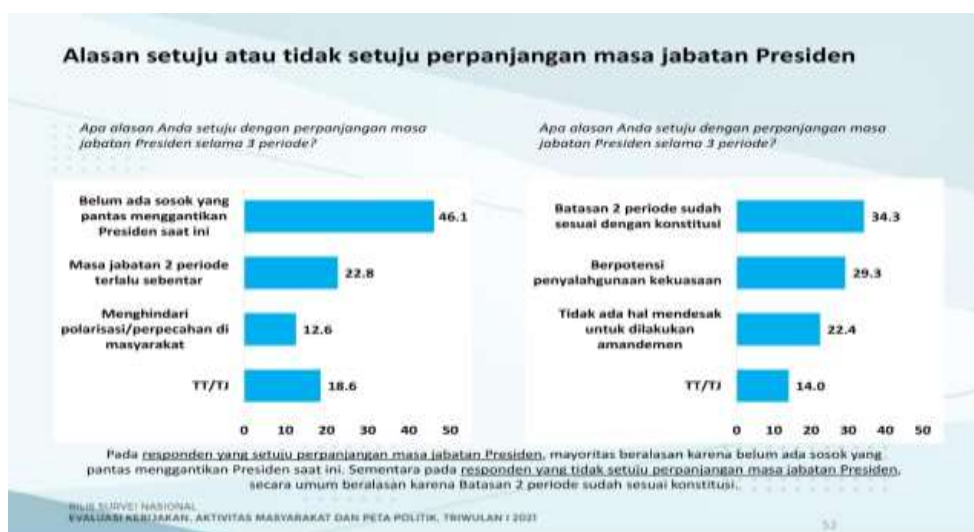 Alasan setuju atau tidak setuju perpanjangan masa jabatan Presiden
Apa alasan Anda setuju dengan perpanjangan masa
jabatan Presiden selama 3 periode?
Belum ada sosok yang
pantas menggantikan
Presiden saat ini
46.1
Masa jabatan 2 periode
terlalu sebentar
22.8
Menghindari
polarisasi/perpecahan di
masyarakat
12.6
TT/TJ
18.6
0 10 20 30 40 50
Apa alasan Anda setuju dengan perpanjangan masa
jabatan Presiden selama 3 periode?
Batasan 2 periode sudah
sesuai dengan konstitusi
34.3
Berpotensi
penyalahgunaan kekuasaan
29.3
Tidak ada hal mendesak
untuk dilakukan
amandemen
22.4
TT/TJ
14.0
0 10 20 30 40 50
Pada responden yang setuju perpanjangan masa jabatan Presiden, mayoritas beralasan karena belum ada sosok yang
pantas menggantikan Presiden saat ini. Sementara pada responden yang tidak setuju perpanjangan masa jabatan Presiden,
secara umum beralasan karena Batasan 2 periode sudah sesuai konstitusi.
RILIS SURVEI NASIONAL
EVALUASI KEBIJAKAN, AKTIVITAS MASYARAKAT DAN PETA POLITIK, TRIWULAN I 2021
53